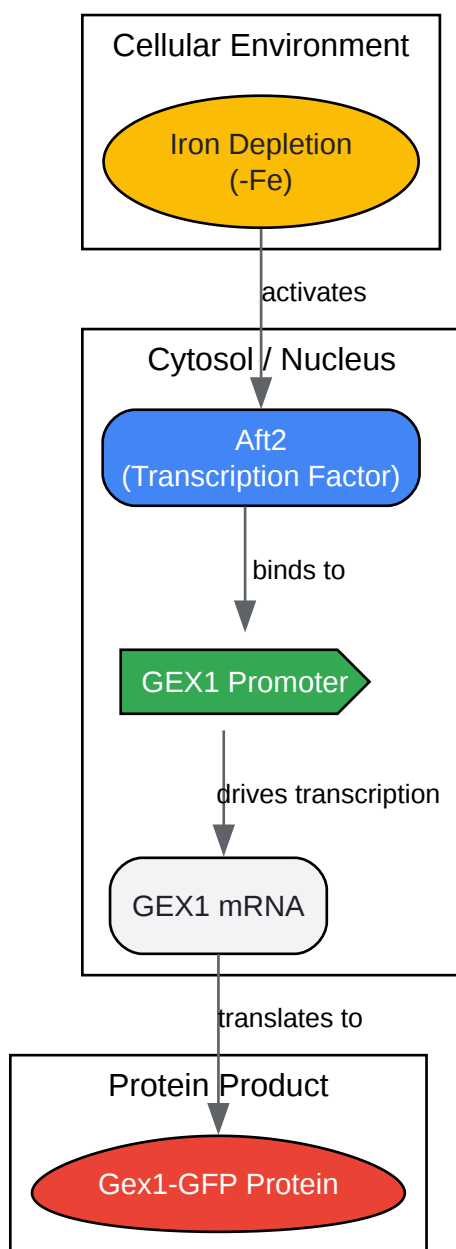 Cellular Environment
Iron Depletion
(-Fe)
activates
Cytosol / Nucleus
Aft2
(Transcription Factor)
binds to
GEX1 Promoter
drives transcription
GEX1 mRNA
translates to
Protein Product
Gex1-GFP Protein